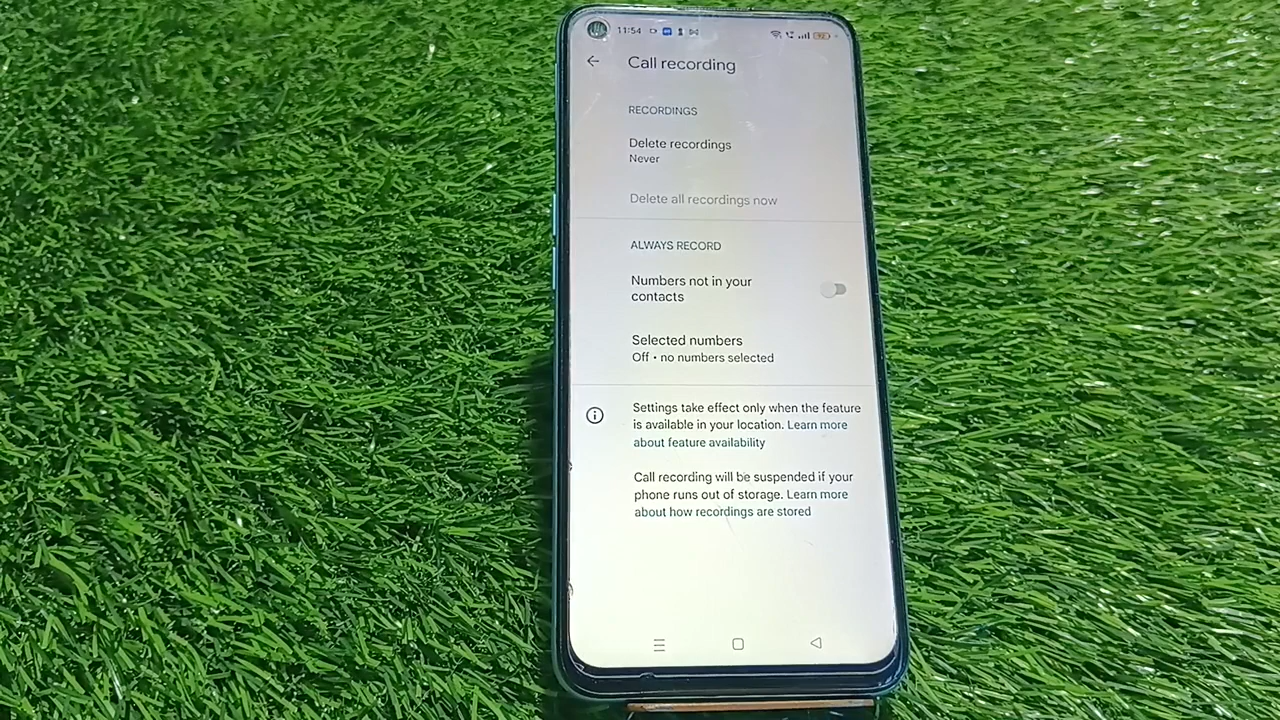 11:54
Call recording
RECORDINGS
Delete recordings
Never
Delete all recordings now
ALWAYS RECORD
Numbers not in your
contacts
Selected numbers
Off • no numbers selected
Settings take effect only when the feature
is available in your location. Learn more
about feature availability
Call recording will be suspended if your
phone runs out of storage. Learn more
about how recordings are stored